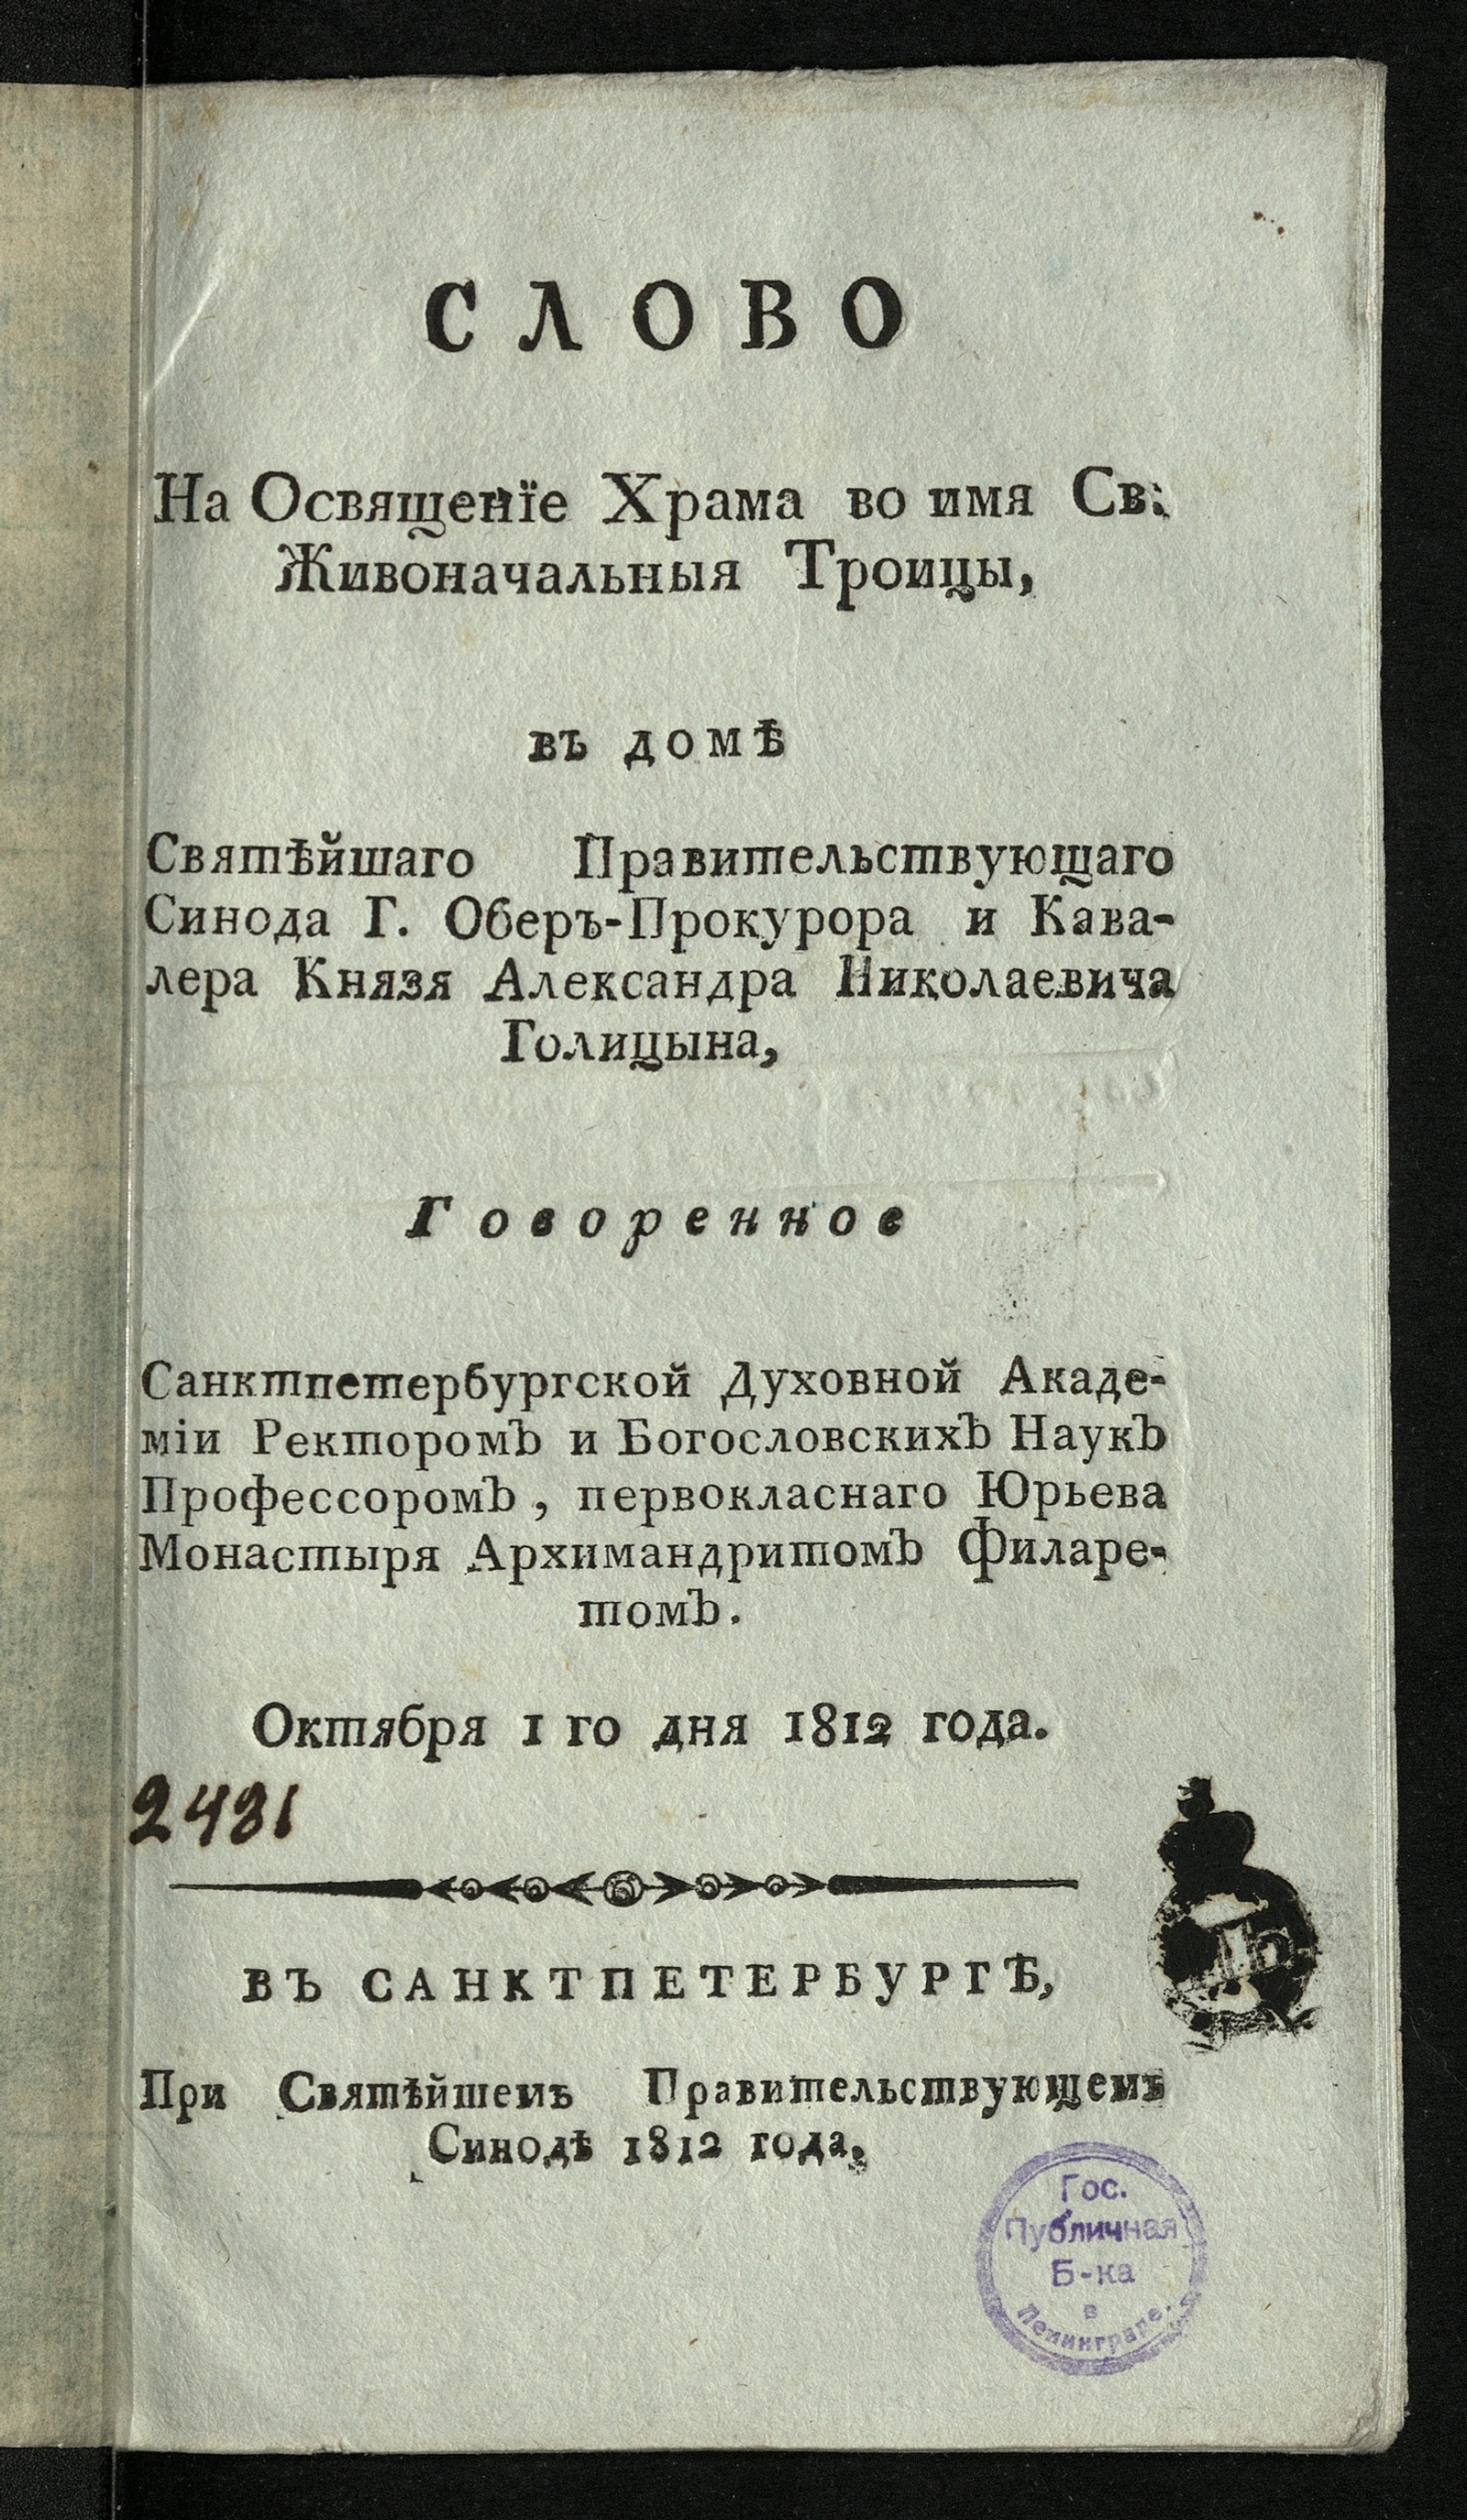 СЛОВО
На Освященїе Храма во имя Св:
Живоначальныя Троицы,
въ домѣ
Святѣйшаго Правительствующаго
Синода Г. Оберъ-Прокурора и Кава-
лера Князя Александра Николаевича
Голицына,
Говоренное
Санктпетербургской Духовной Акаде-
міи Ректоромъ и Богословскихъ Наукъ
Профессоромъ, первокласнаго Юрьева
Монастыря Архимандритомъ Филаре-
томъ.
Октября 1 го дня 1812 года.
2431
ВЪ САНКТПЕТЕРБУРГѢ,
При Святѣйшемъ Правительствующемъ
Синодѣ 1812 года.
Гос.
Публичная
Б-ка
в
Ленинграде.